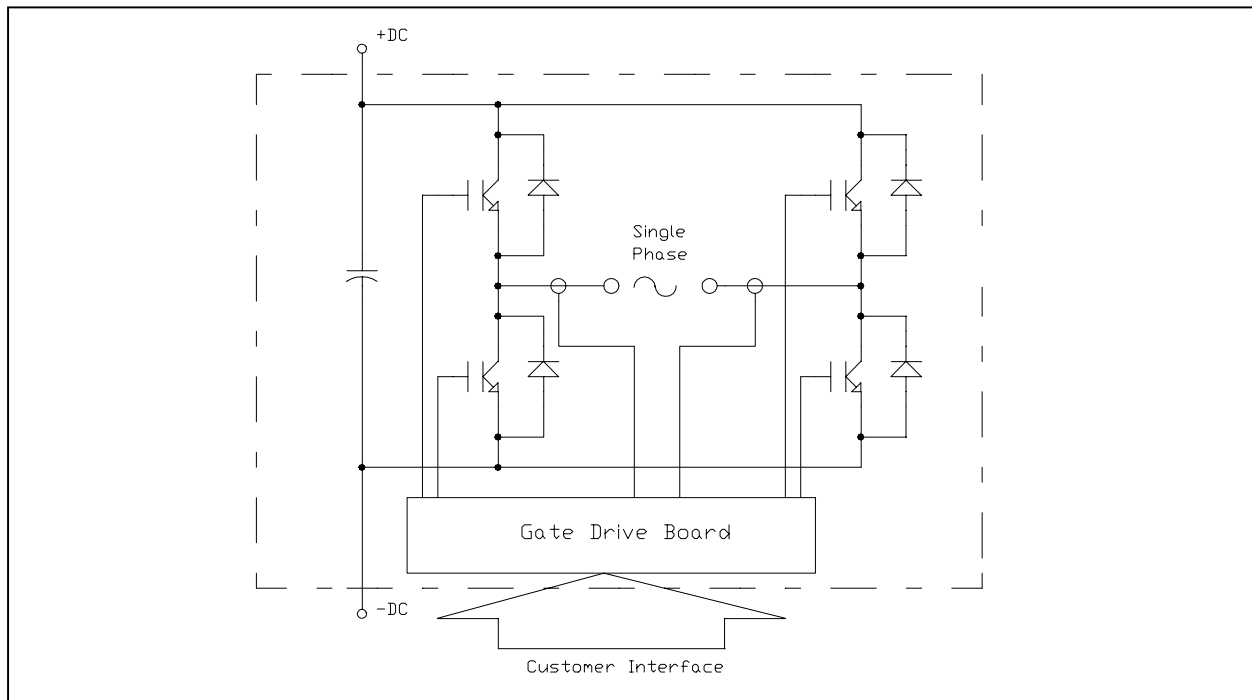 +DC
Single
Phase
Gate Drive Board
-DC
Customer Interface